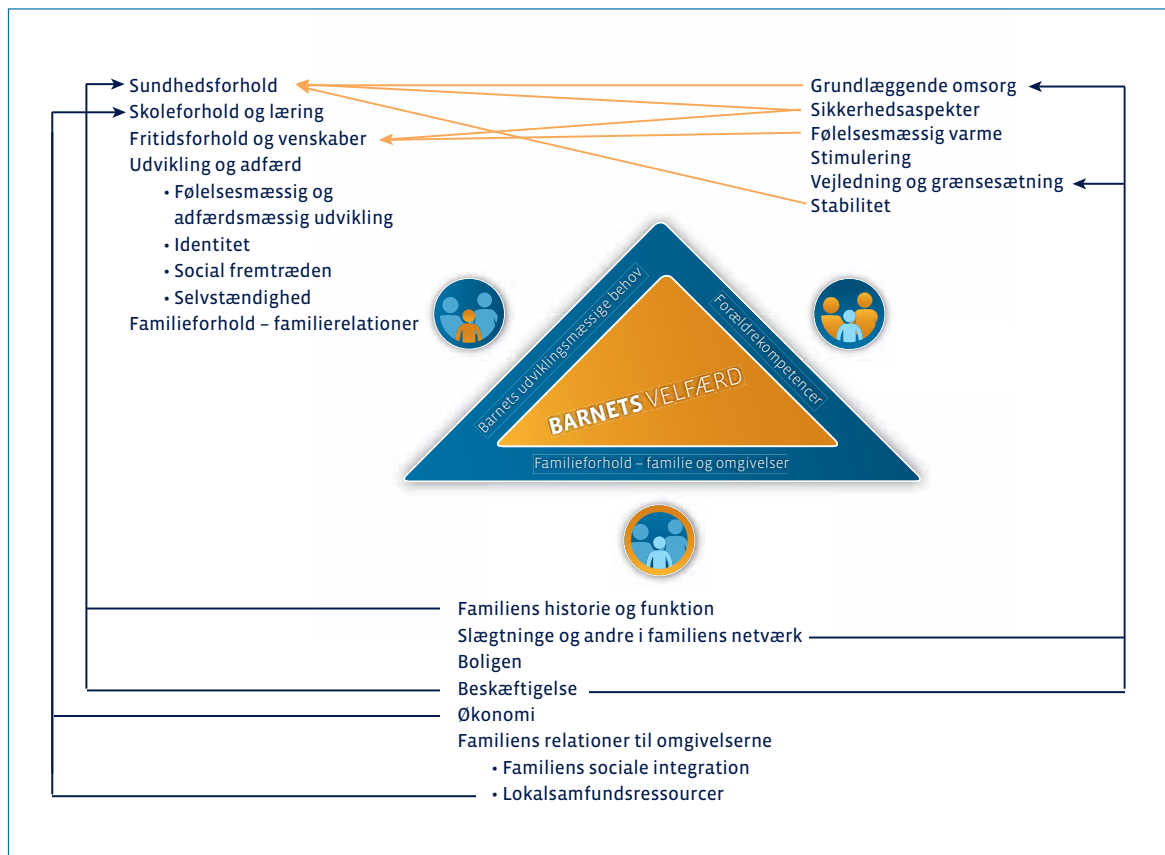 Sundhedsforhold
Skoleforhold og læring
Fritidsforhold og venskaber
Udvikling og adfærd
• Følelsesmæssig og
adfærdsmæssig udvikling
• Identitet
• Social fremtræden
• Selvstændighed
Familieforhold – familierelationer
Grundlæggende omsorg
Sikkerhedsaspekter
Følelsesmæssig varme
Stimulering
Vejledning og grænsesætning
Stabilitet
Barnets udviklingsmæssige behov
Forældrekompetencer
BARNETS VELFÆRD
Familieforhold – familie og omgivelser
Familiens historie og funktion
Slægtninge og andre i familiens netværk
Boligen
Beskæftigelse
Økonomi
Familiens relationer til omgivelserne
• Familiens sociale integration
• Lokalsamfundsressourcer